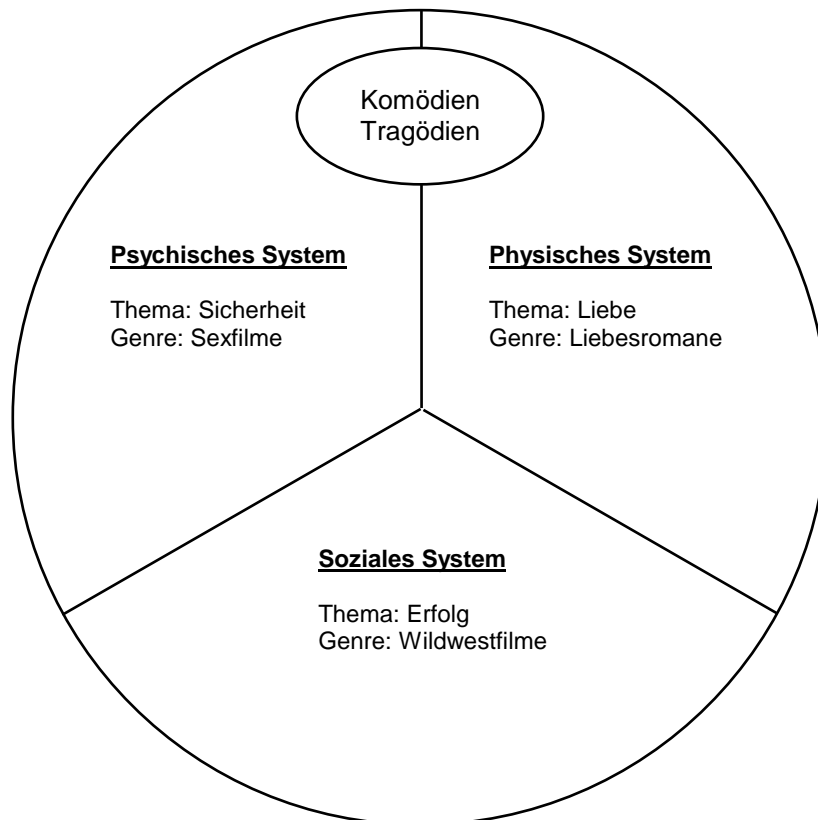 Komödien
Tragödien
Psychisches System
Thema: Sicherheit
Genre: Sexfilme
Physisches System
Thema: Liebe
Genre: Liebesromane
Soziales System
Thema: Erfolg
Genre: Wildwestfilme